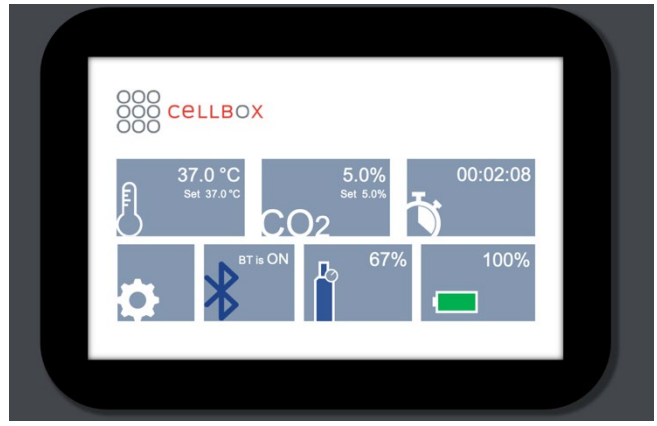 CELLBOX
37.0 °C
Set 37.0 °C
CO2
5.0%
Set 5.0%
00:02:08
BT is ON
67%
100%